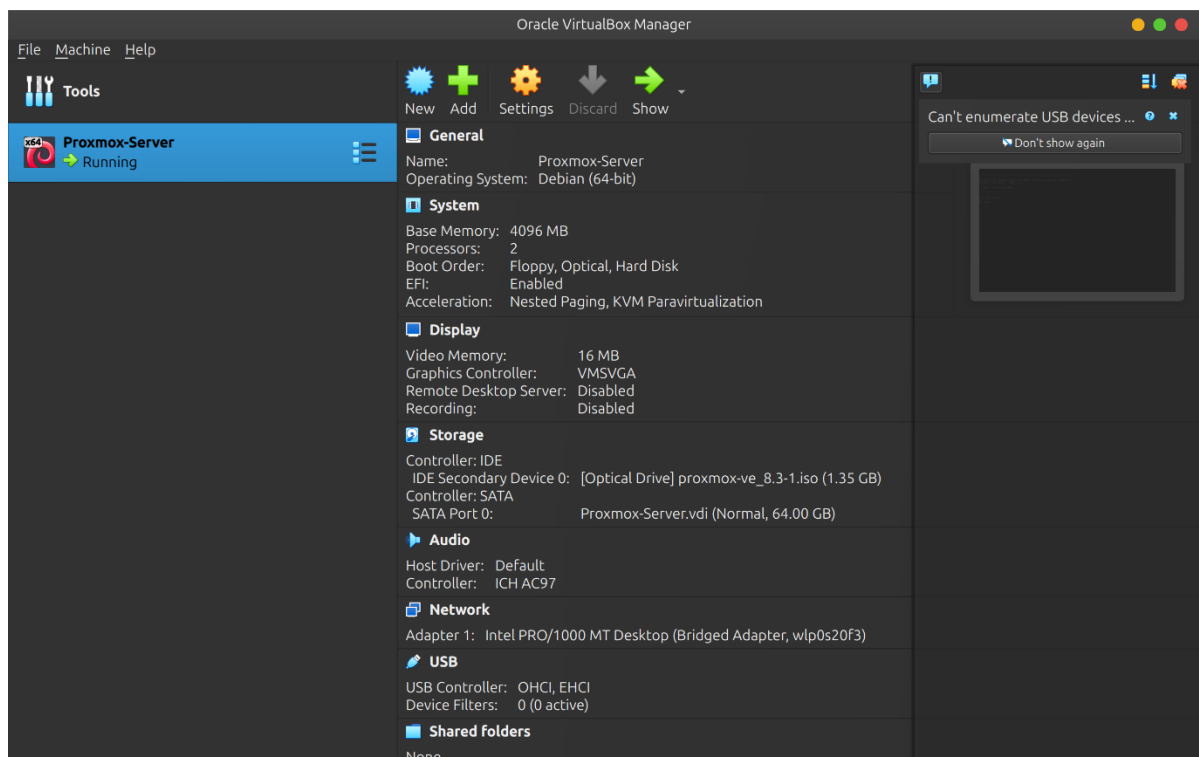 Oracle VirtualBox Manager
File Machine Help
Tools
New Add Settings Discard Show
x64
Proxmox-Server
Running
General
Name: Proxmox-Server
Operating System: Debian (64-bit)
System
Base Memory: 4096 MB
Processors: 2
Boot Order: Floppy, Optical, Hard Disk
EFI: Enabled
Acceleration: Nested Paging, KVM Paravirtualization
Display
Video Memory: 16 MB
Graphics Controller: VMSVGA
Remote Desktop Server: Disabled
Recording: Disabled
Storage
Controller: IDE
IDE Secondary Device 0: [Optical Drive] proxmox-ve_8.3-1.iso (1.35 GB)
Controller: SATA
SATA Port 0: Proxmox-Server.vdi (Normal, 64.00 GB)
Audio
Host Driver: Default
Controller: ICH AC97
Network
Adapter 1: Intel PRO/1000 MT Desktop (Bridged Adapter, wlp0s20f3)
USB
USB Controller: OHCI, EHCI
Device Filters: 0 (0 active)
Shared folders
None
Can't enumerate USB devices ...
Don't show again